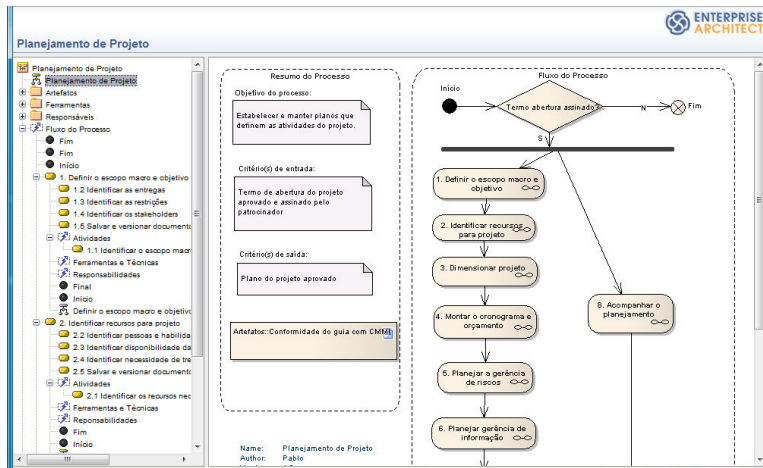 ENTERPRISE
ARCHITECT
Planejamento de Projeto
Planejamento de Projeto
Planejamento de Projeto
Artefatos
Ferramentas
Responsáveis
Fluxo do Processo
Fim
Fim
Início
1. Definir o escopo macro e objetivo
1.2 Identificar as entregas
1.3 Identificar as restrições
1.4 Identificar os stakeholders
1.5 Salvar e versionar documento
Atividades
1.1 Identificar o escopo macr
Ferramentas e Técnicas
Responsabilidades
Final
Inicio
Definir o escopo macro e objetivo
2. Identificar recursos para projeto
2.2 Identificar pessoas e habilida
2.3 Identificar disponibilidade da
2.4 Identificar necessidade de tre
2.5 Salvar e versionar documento
Atividades
2.1 Identificar os recursos nec
Ferramentas e Técnicas
Reponsabilidades
Fim
Início
Resumo do Processo
Objetivo do processo:
Estabelecer e manter planos que
definem as atividades do projeto.
Critério(s) de entrada:
Termo de abertura do projeto
aprovado e assinado pelo
patrocinador
Critério(s) de saída:
Plano do projeto aprovado
Artefatos::Conformidade do guia com CMMI
Name: Planejamento de Projeto
Author: Pablo
Fluxo do Processo
Início
Termo abertura assinado?
N
Fim
S
1. Definir o escopo macro e
objetivo
2. Identificar recursos
para projeto
3. Dimensionar projeto
4. Montar o cronograma e
orçamento
8. Acompanhar o
planejamento
5. Planejar a gerência
de riscos
6. Planejar gerência de
informação